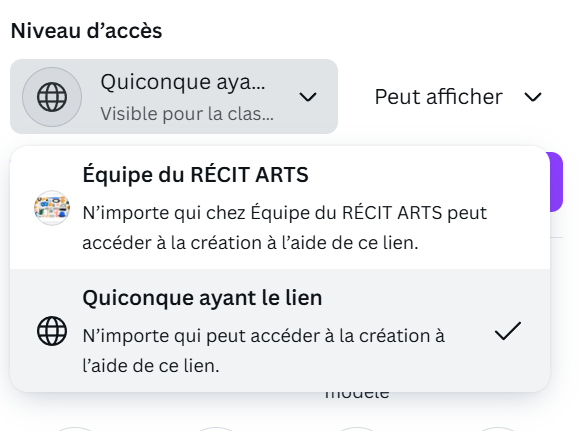 Niveau d’accès
Quiconque aya...
Visible pour la clas...
Peut afficher
Équipe du RÉCIT ARTS
N’importe qui chez Équipe du RÉCIT ARTS peut
accéder à la création à l’aide de ce lien.
Quiconque ayant le lien
N’importe qui peut accéder à la création à
l’aide de ce lien.
modèle